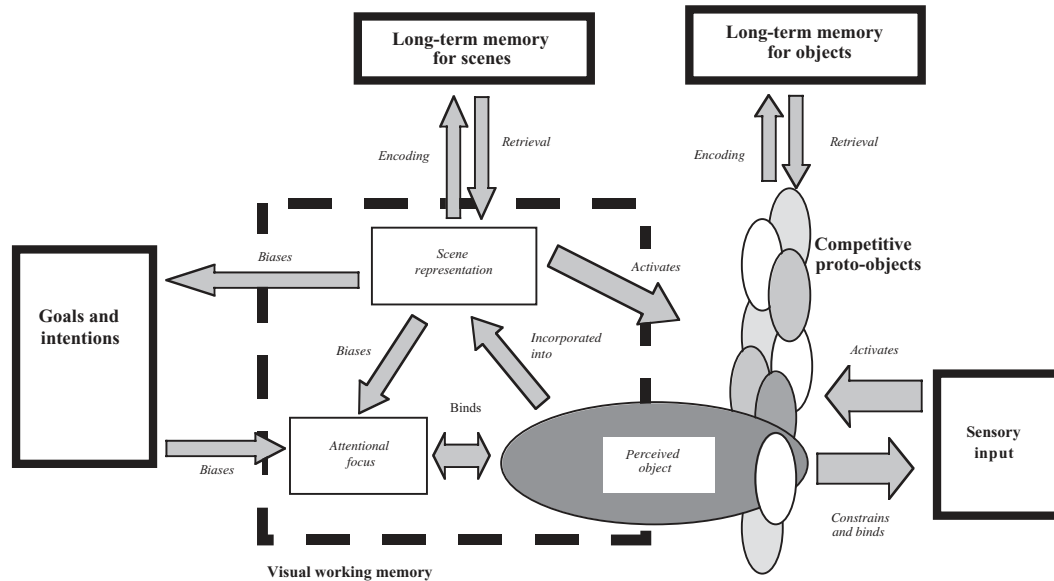 Long-term memory
for scenes
Long-term memory
for objects
Encoding
Retrieval
Encoding
Retrieval
Biases
Scene
representation
Activates
Competitive
proto-objects
Goals and
intentions
Biases
Incorporated
into
Activates
Binds
Biases
Attentional
focus
Perceived
object
Sensory
input
Constrains
and binds
Visual working memory